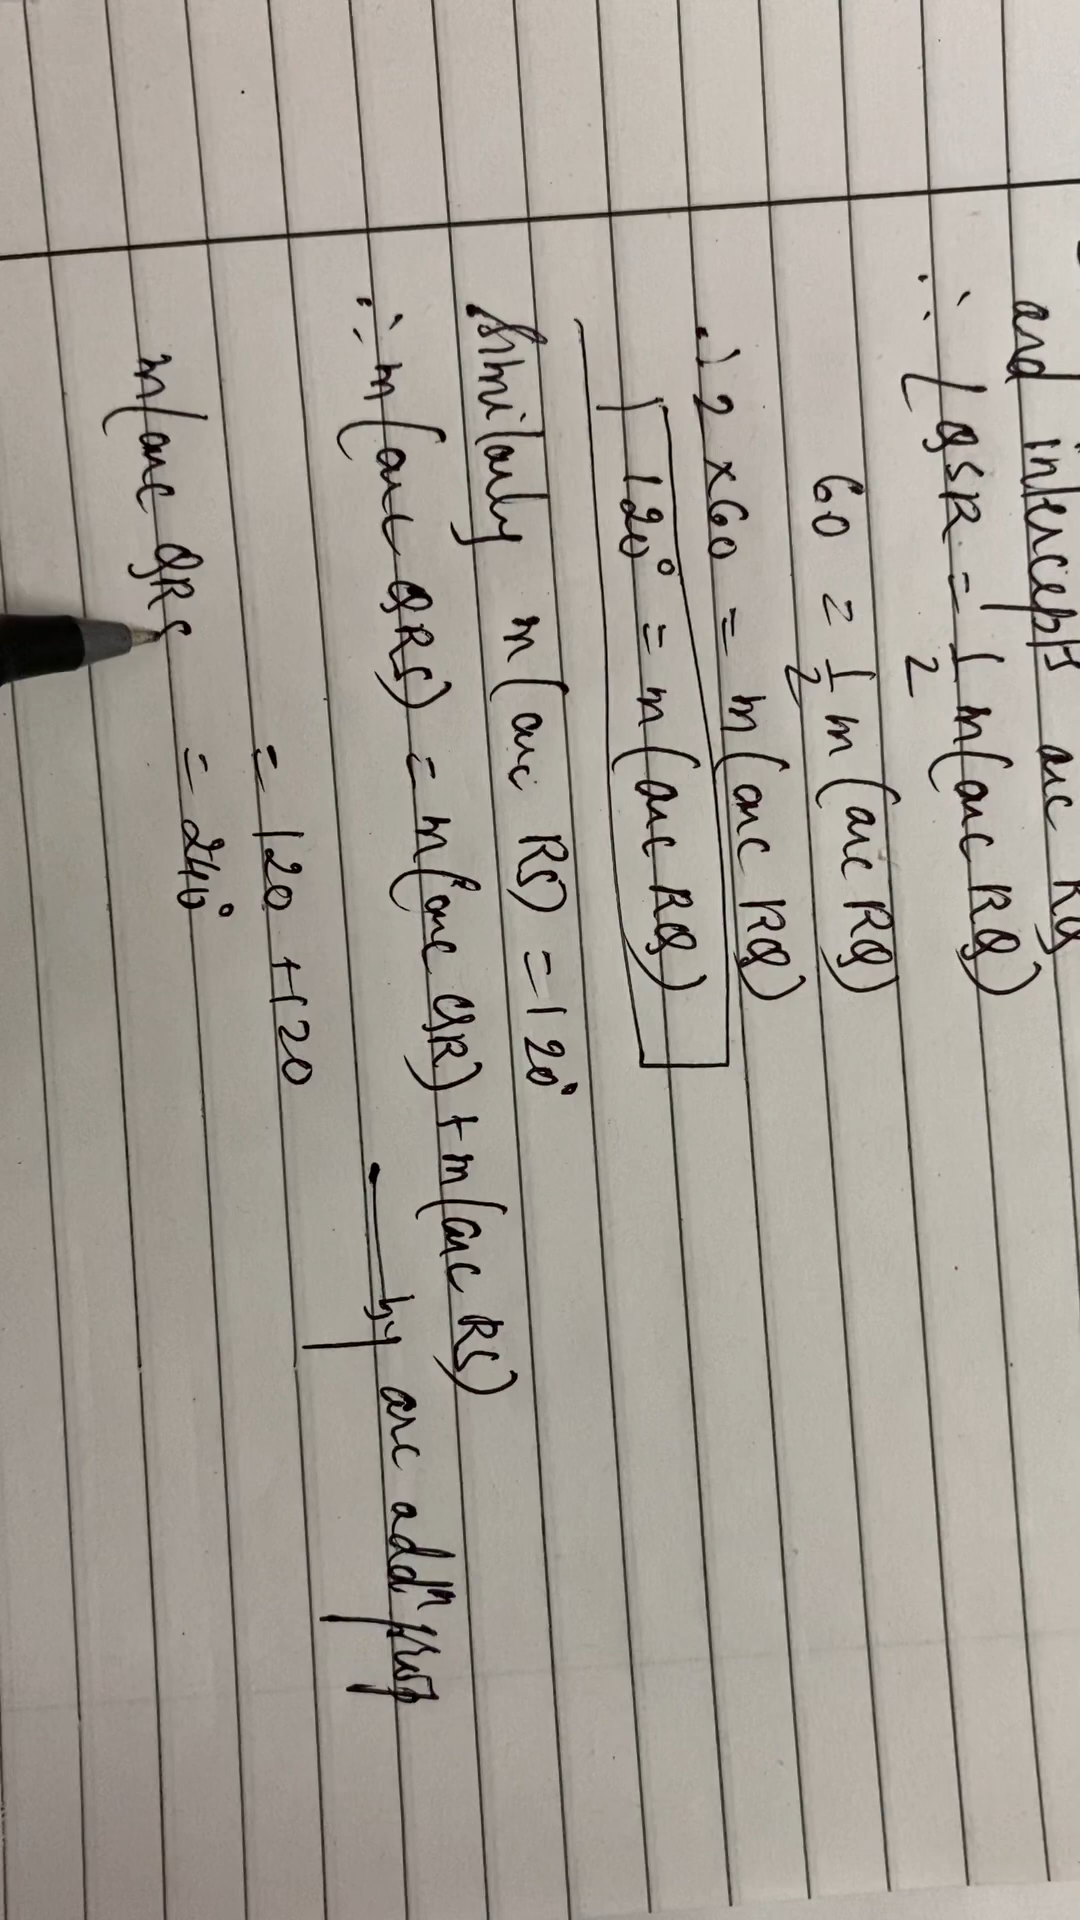 and intercepts arc RQ
∴ ∠QSR = 1/2 m(arc RQ)
60 = 1/2 m(arc RQ)
∴ 2 × 60 = m(arc RQ)
120° = m(arc RQ)
Similarly m(arc RS) = 120°
∴ m(arc QRS) = m(arc QR) + m(arc RS)
— by arc addn prop
= 120 + 120
m(arc QRS = 240°